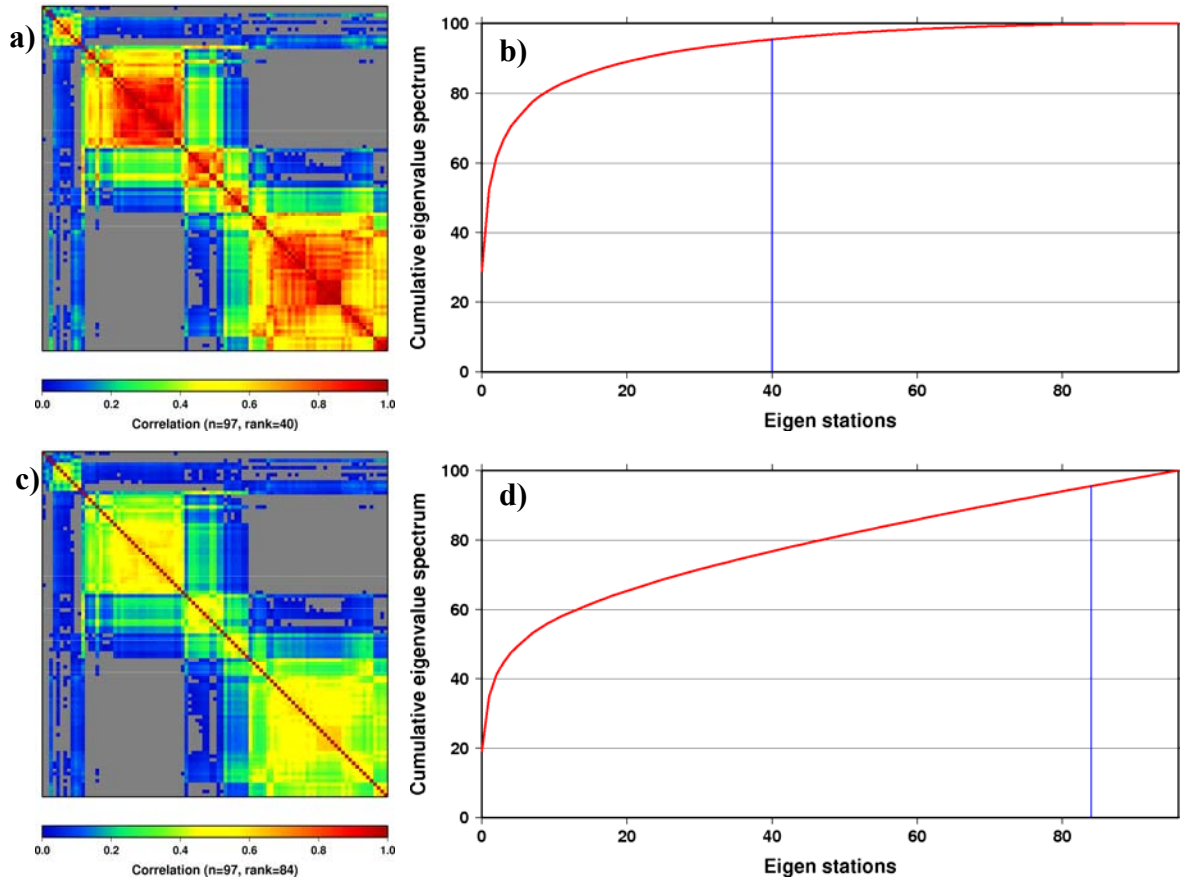 a)
0.0 0.2 0.4 0.6 0.8 1.0
Correlation (n=97, rank=40)
b)
Cumulative eigenvalue spectrum
100
80
60
40
20
0
0 20 40 60 80
Eigen stations
c)
0.0 0.2 0.4 0.6 0.8 1.0
Correlation (n=97, rank=84)
d)
Cumulative eigenvalue spectrum
100
80
60
40
20
0
0 20 40 60 80
Eigen stations